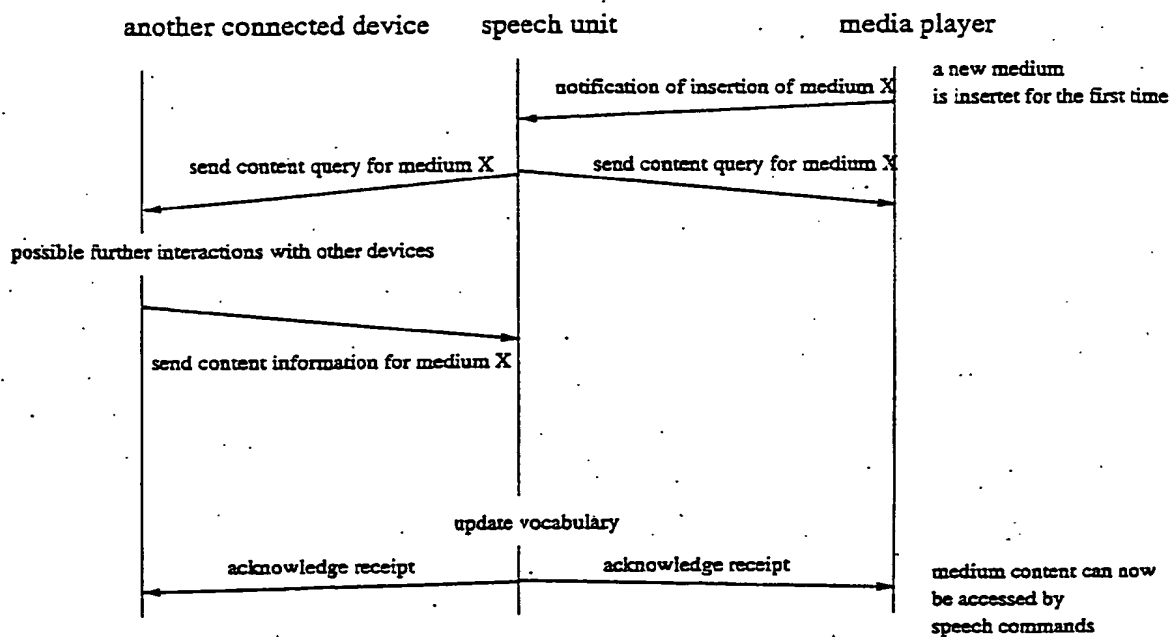 another connected device speech unit media player
a new medium
is insertet for the first time
notification of insertion of medium X
send content query for medium X send content query for medium X
possible further interactions with other devices
send content information for medium X
update vocabulary
acknowledge receipt acknowledge receipt
medium content can now
be accessed by
speech commands